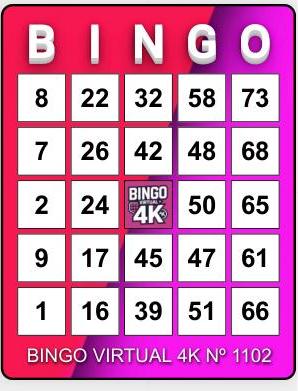 B I N G O
8 22 32 58 73
7 26 42 48 68
2 24 BINGO VIRTUAL 4K 50 65
9 17 45 47 61
1 16 39 51 66
BINGO VIRTUAL 4K Nº 1102